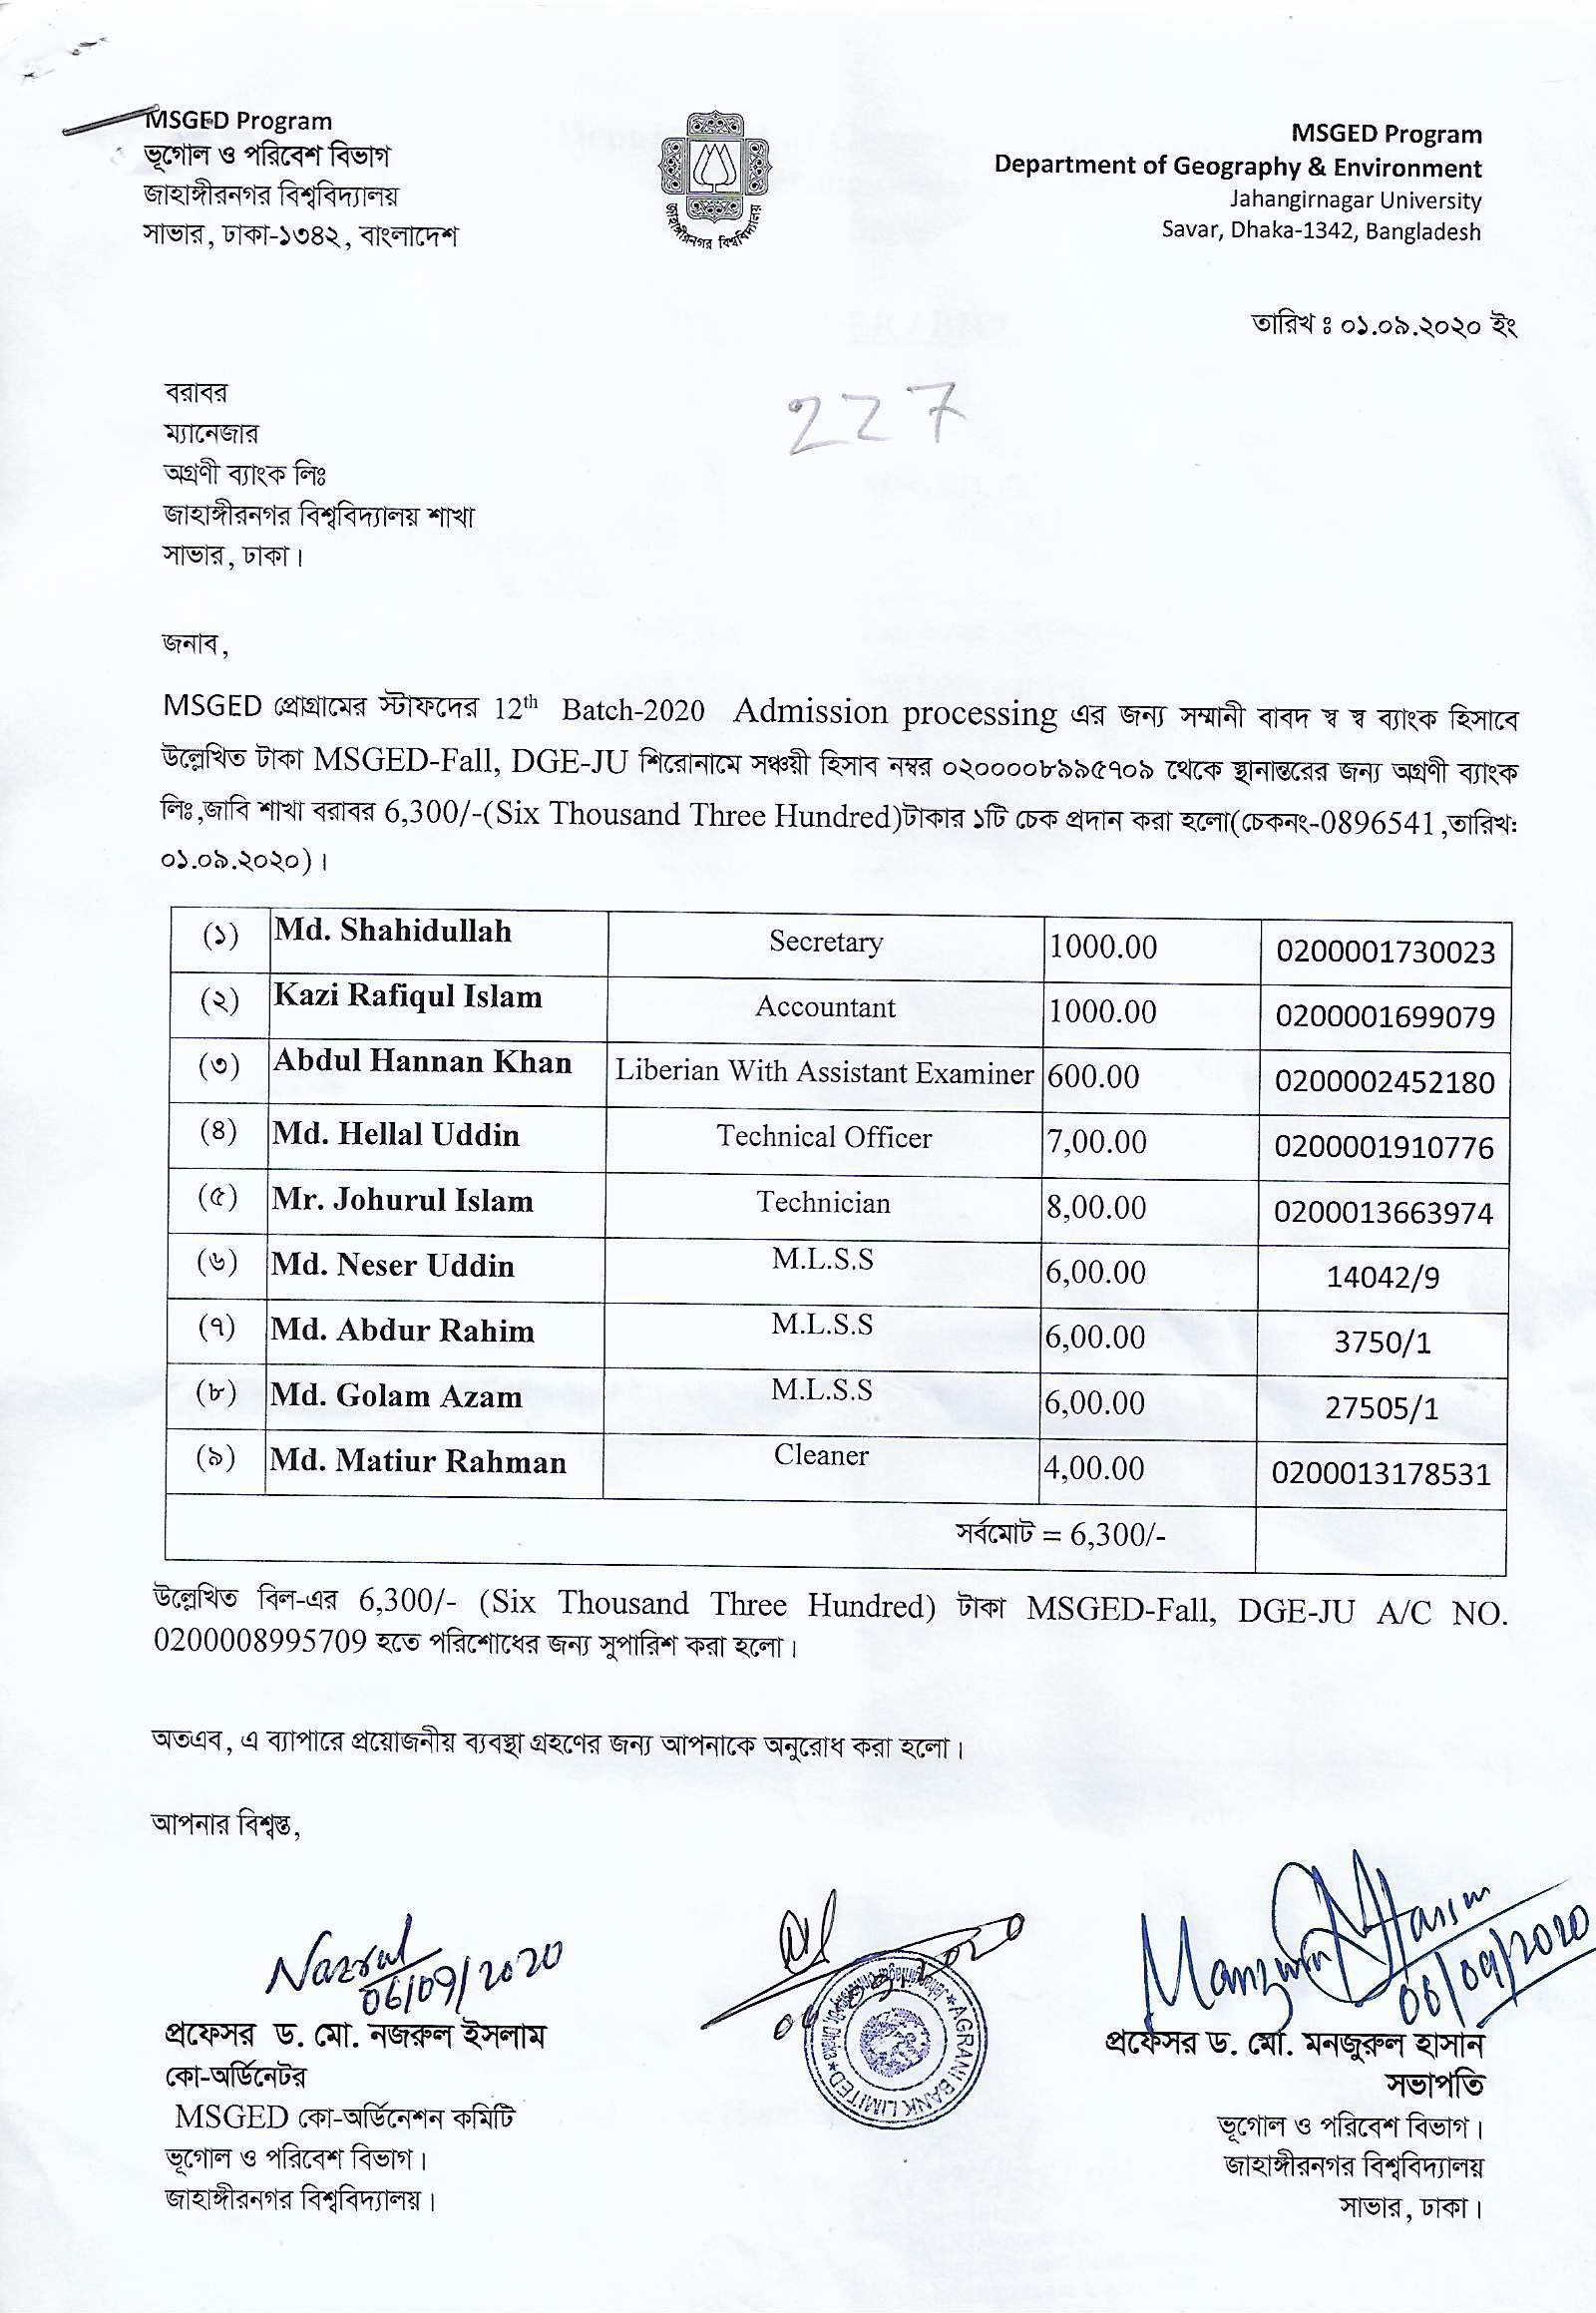 MSGED Program
ভূগোল ও পরিবেশ বিভাগ
জাহাঙ্গীরনগর বিশ্ববিদ্যালয়
সাভার, ঢাকা-১৩৪২, বাংলাদেশ
জাহাঙ্গীরনগর বিশ্ববিদ্যালয়
MSGED Program
Department of Geography & Environment
Jahangirnagar University
Savar, Dhaka-1342, Bangladesh
তারিখ ঃ ০১.০৯.২০২০ ইং
227
বরাবর
ম্যানেজার
অগ্রণী ব্যাংক লিঃ
জাহাঙ্গীরনগর বিশ্ববিদ্যালয় শাখা
সাভার, ঢাকা।
জনাব,
MSGED প্রোগ্রামের স্টাফদের 12th Batch-2020 Admission processing এর জন্য সম্মানী বাবদ স্ব স্ব ব্যাংক হিসাবে
উল্লেখিত টাকা MSGED-Fall, DGE-JU শিরোনামে সঞ্চয়ী হিসাব নম্বর ০২০০০০৮৯৯৫৭০৯ থেকে স্থানান্তরের জন্য অগ্রণী ব্যাংক
লিঃ,জাবি শাখা বরাবর 6,300/-(Six Thousand Three Hundred)টাকার ১টি চেক প্রদান করা হলো(চেকনং-0896541,তারিখ:
০১.০৯.২০২০)।
(১) Md. Shahidullah Secretary 1000.00 0200001730023
(২) Kazi Rafiqul Islam Accountant 1000.00 0200001699079
(৩) Abdul Hannan Khan Liberian With Assistant Examiner 600.00 0200002452180
(৪) Md. Hellal Uddin Technical Officer 7,00.00 0200001910776
(৫) Mr. Johurul Islam Technician 8,00.00 0200013663974
(৬) Md. Neser Uddin M.L.S.S 6,00.00 14042/9
(৭) Md. Abdur Rahim M.L.S.S 6,00.00 3750/1
(৮) Md. Golam Azam M.L.S.S 6,00.00 27505/1
(৯) Md. Matiur Rahman Cleaner 4,00.00 0200013178531
সর্বমোট = 6,300/-
উল্লেখিত বিল-এর 6,300/- (Six Thousand Three Hundred) টাকা MSGED-Fall, DGE-JU A/C NO.
0200008995709 হতে পরিশোধের জন্য সুপারিশ করা হলো।
অতএব, এ ব্যাপারে প্রয়োজনীয় ব্যবস্থা গ্রহণের জন্য আপনাকে অনুরোধ করা হলো।
আপনার বিশ্বস্ত,
Nazrul
06/09/2020
প্রফেসর ড. মো. নজরুল ইসলাম
কো-অর্ডিনেটর
MSGED কো-অর্ডিনেশন কমিটি
ভূগোল ও পরিবেশ বিভাগ।
জাহাঙ্গীরনগর বিশ্ববিদ্যালয়।
AGRANI BANK LIMITED
06/09/2020
প্রফেসর ড. মো. মনজুরুল হাসান
সভাপতি
ভূগোল ও পরিবেশ বিভাগ।
জাহাঙ্গীরনগর বিশ্ববিদ্যালয়
সাভার, ঢাকা।